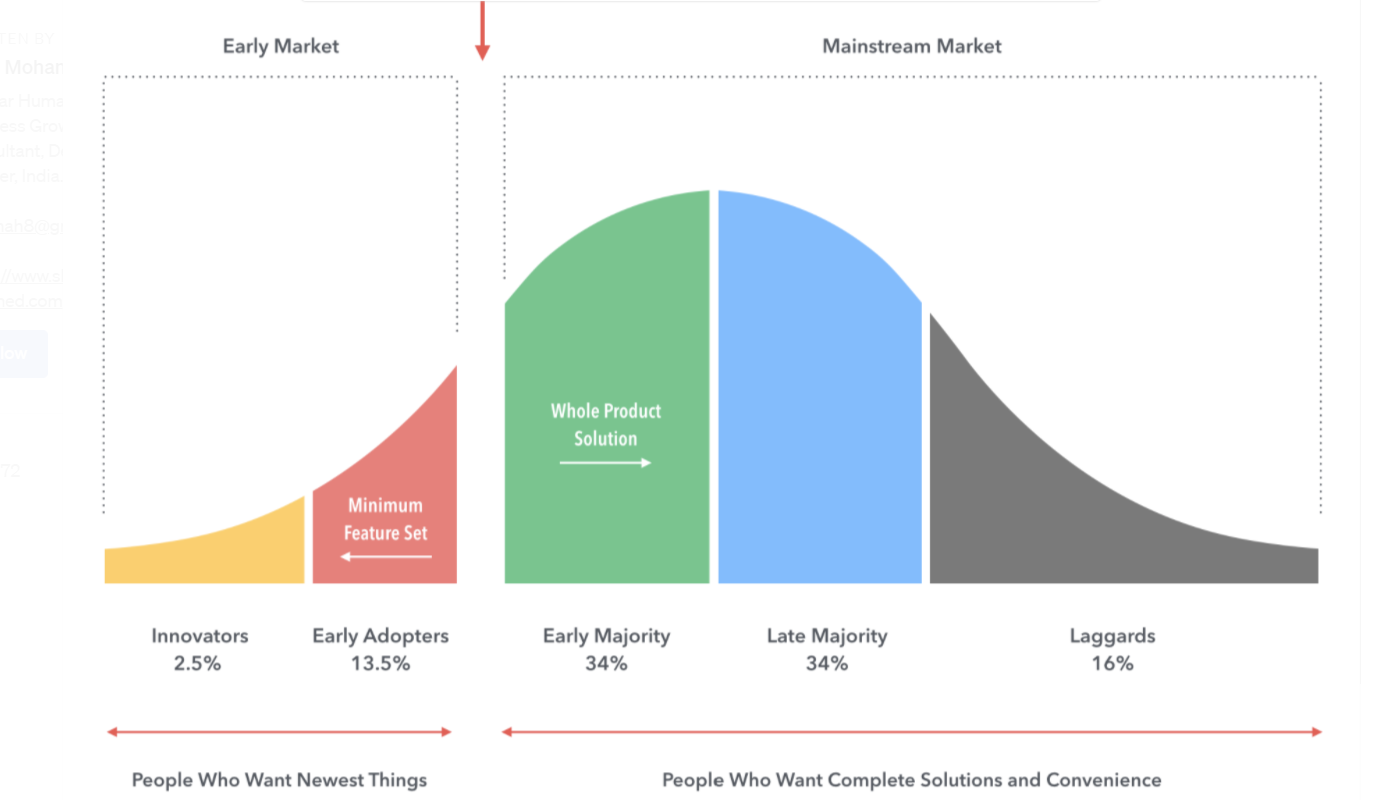 Early Market
Mainstream Market
Whole Product
Solution
Minimum
Feature Set
Innovators
2.5%
Early Adopters
13.5%
Early Majority
34%
Late Majority
34%
Laggards
16%
People Who Want Newest Things
People Who Want Complete Solutions and Convenience